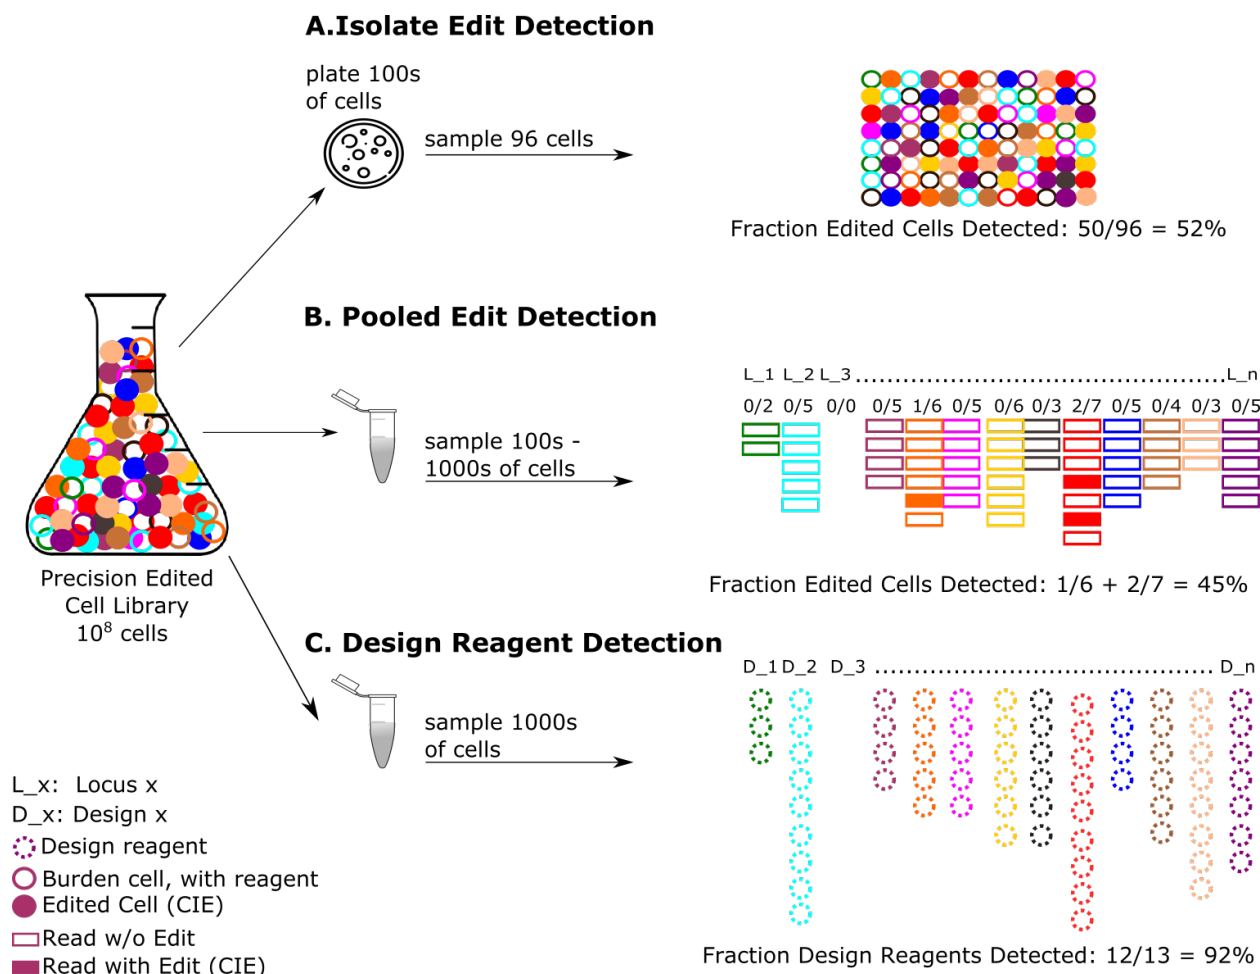 A.Isolate Edit Detection
plate 100s
of cells
sample 96 cells
Fraction Edited Cells Detected: 50/96 = 52%
B. Pooled Edit Detection
L_1 L_2 L_3 ............................................... L_n
0/2 0/5 0/0 0/5 1/6 0/5 0/6 0/3 2/7 0/5 0/4 0/3 0/5
sample 100s -
1000s of cells
Fraction Edited Cells Detected: 1/6 + 2/7 = 45%
Precision Edited
Cell Library
10⁸ cells
C. Design Reagent Detection
D_1 D_2 D_3 ............................................... D_n
sample 1000s
of cells
L_x: Locus x
D_x: Design x
Design reagent
Burden cell, with reagent
Edited Cell (CIE)
Read w/o Edit
Read with Edit (CIE)
Fraction Design Reagents Detected: 12/13 = 92%